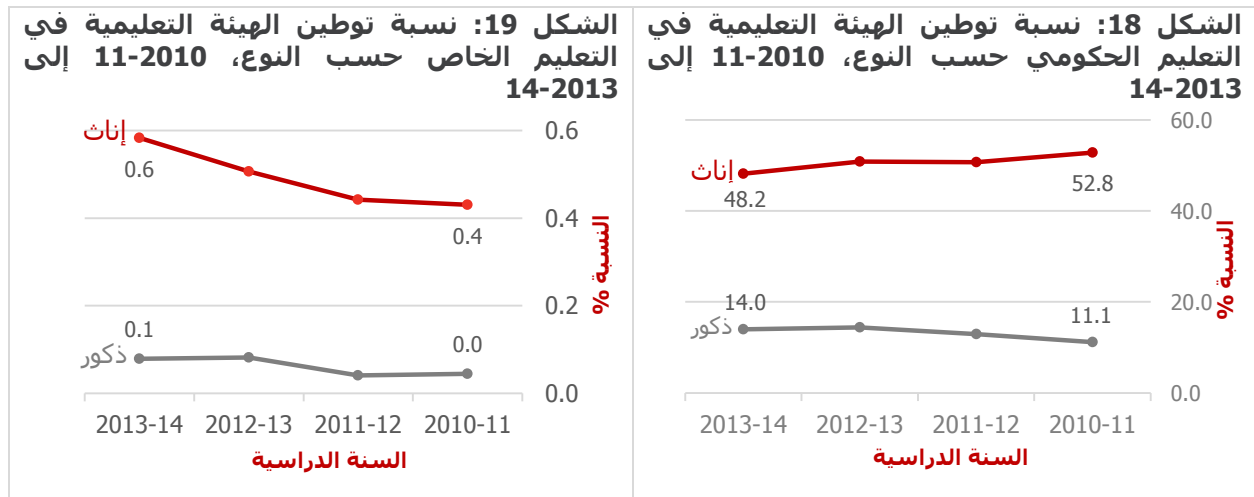 الشكل 18: نسبة توطين الهيئة التعليمية في
التعليم الحكومي حسب النوع، 2010-11 إلى
2013-14
60.0
40.0
20.0
0.0
النسبة %
إناث
48.2
52.8
ذكور
14.0
11.1
2010-11
2011-12
2012-13
2013-14
السنة الدراسية
الشكل 19: نسبة توطين الهيئة التعليمية في
التعليم الخاص حسب النوع، 2010-11 إلى
2013-14
0.6
0.4
0.2
0.0
النسبة %
إناث
0.6
0.4
ذكور
0.1
0.0
2010-11
2011-12
2012-13
2013-14
السنة الدراسية